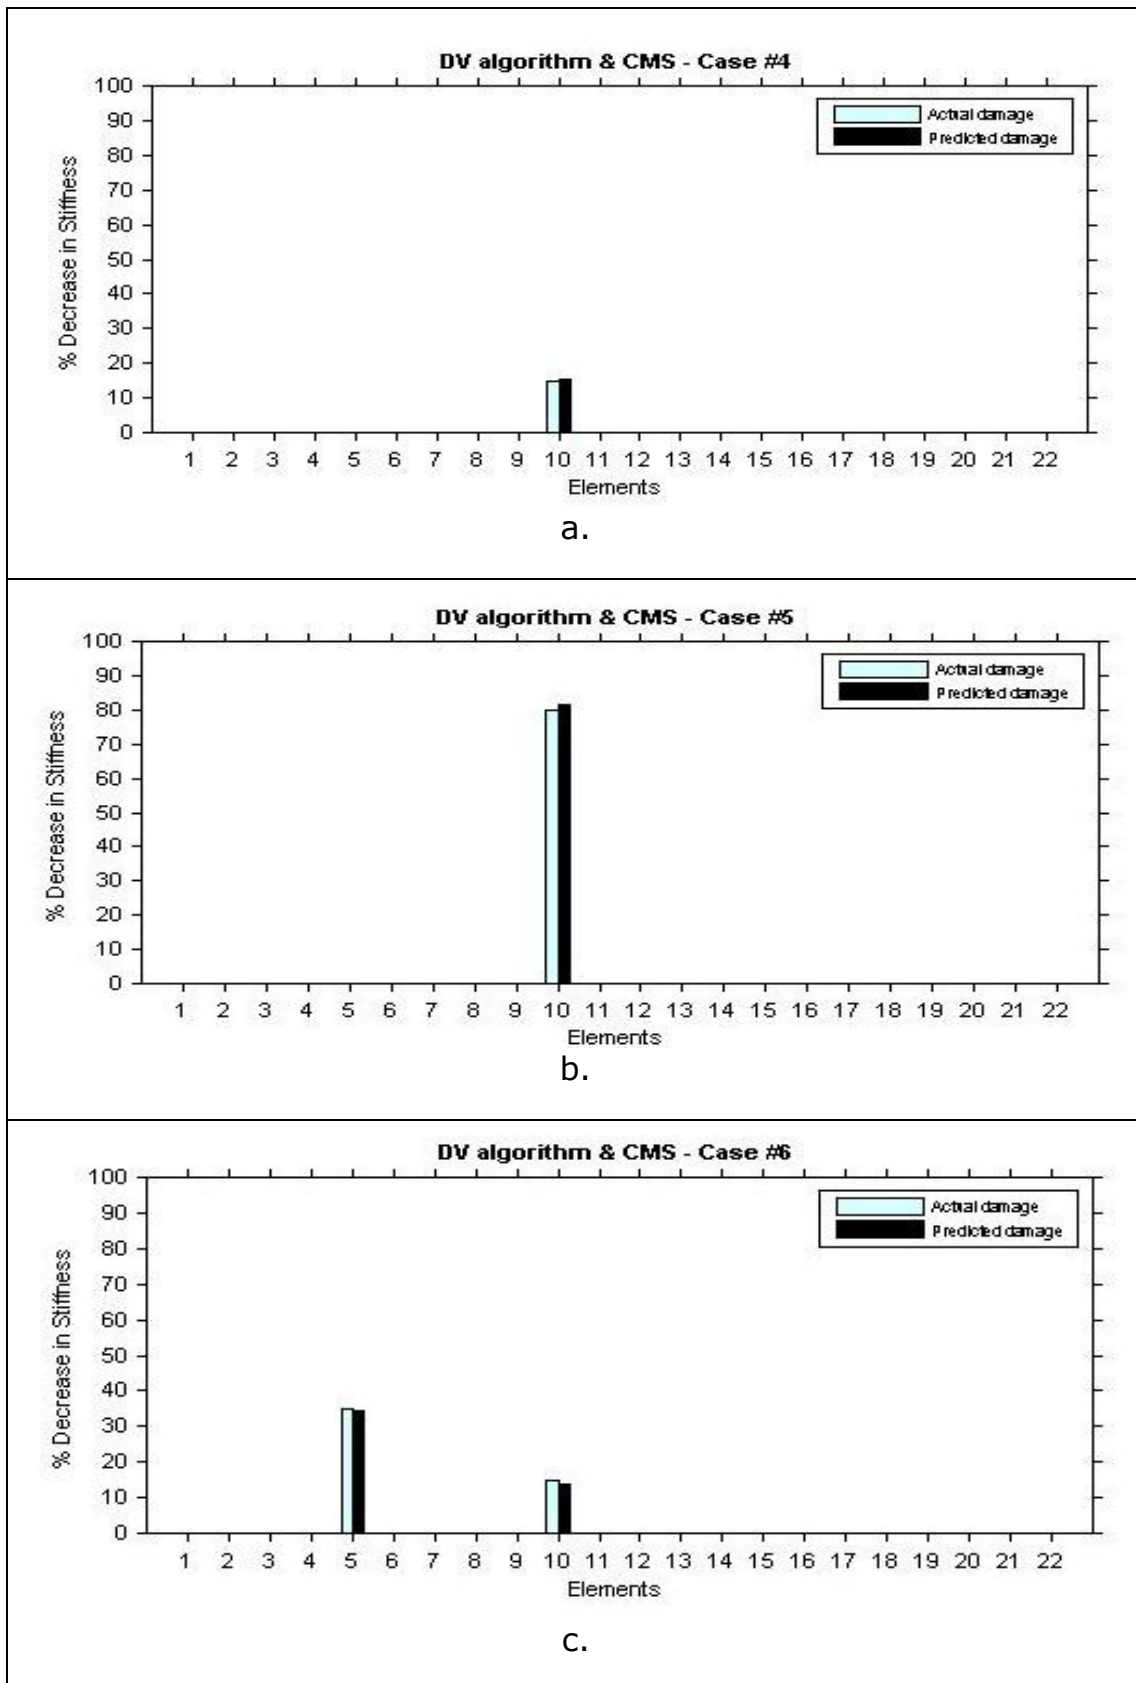 DV algorithm & CMS - Case #4
100
90
80
70
60
50
40
30
20
10
0
% Decrease in Stiffness
Actual damage
Predicted damage
1 2 3 4 5 6 7 8 9 10 11 12 13 14 15 16 17 18 19 20 21 22
Elements
a.
DV algorithm & CMS - Case #5
100
90
80
70
60
50
40
30
20
10
0
% Decrease in Stiffness
Actual damage
Predicted damage
1 2 3 4 5 6 7 8 9 10 11 12 13 14 15 16 17 18 19 20 21 22
Elements
b.
DV algorithm & CMS - Case #6
100
90
80
70
60
50
40
30
20
10
0
% Decrease in Stiffness
Actual damage
Predicted damage
1 2 3 4 5 6 7 8 9 10 11 12 13 14 15 16 17 18 19 20 21 22
Elements
c.